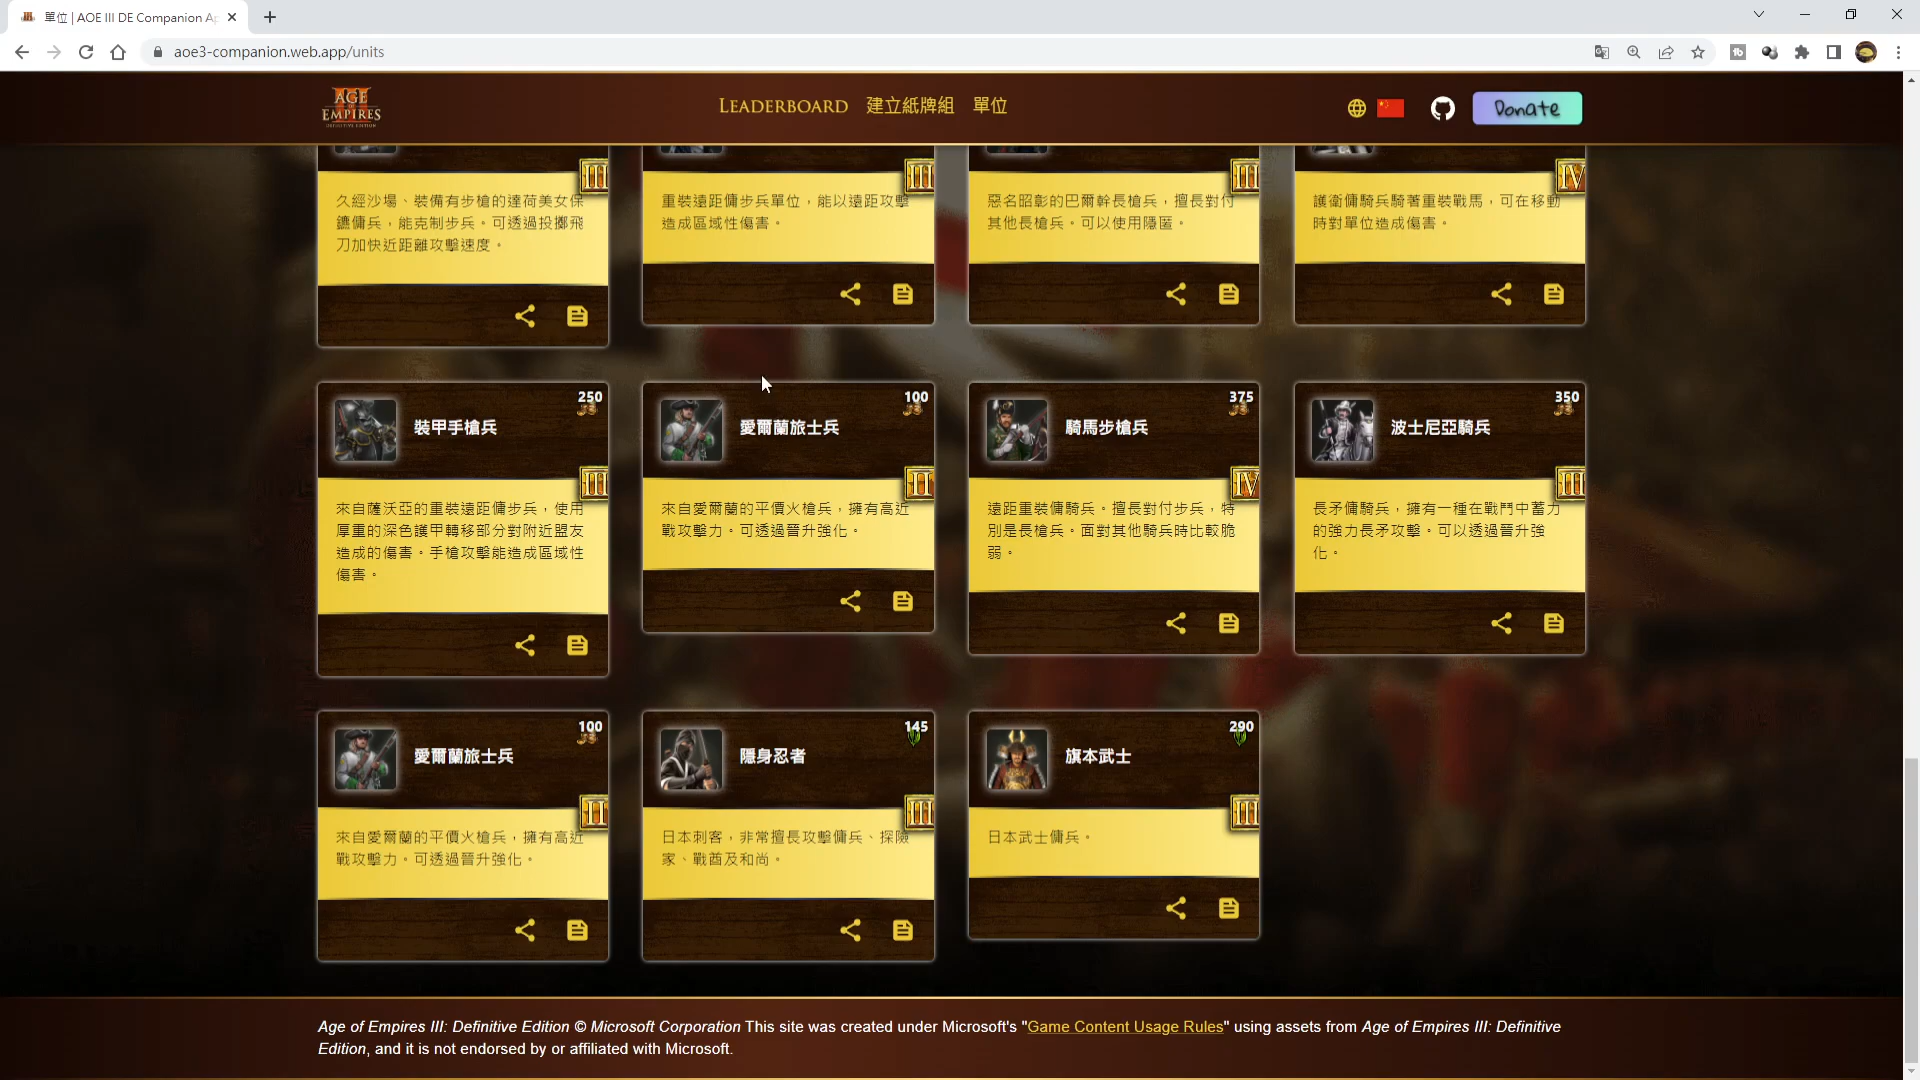 單位 | AOE III DE Companion Ap
aoe3-companion.web.app/units
AGE OF EMPIRES III
DEFINITIVE EDITION
LEADERBOARD 建立紙牌組 單位
Donate
III
III
III
IV
久經沙場、裝備有步槍的達荷美女保
鑣傭兵，能克制步兵。可透過投擲飛
刀加快近距離攻擊速度。
重裝遠距傭步兵單位，能以遠距攻擊
造成區域性傷害。
惡名昭彰的巴爾幹長槍兵，擅長對付
其他長槍兵。可以使用隱匿。
護衛傭騎兵騎著重裝戰馬，可在移動
時對單位造成傷害。
250
裝甲手槍兵
III
來自薩沃亞的重裝遠距傭步兵，使用
厚重的深色護甲轉移部分對附近盟友
造成的傷害。手槍攻擊能造成區域性
傷害。
100
愛爾蘭旅士兵
II
來自愛爾蘭的平價火槍兵，擁有高近
戰攻擊力。可透過晉升強化。
375
騎馬步槍兵
IV
遠距重裝傭騎兵。擅長對付步兵，特
別是長槍兵。面對其他騎兵時比較脆
弱。
350
波士尼亞騎兵
III
長矛傭騎兵，擁有一種在戰鬥中蓄力
的強力長矛攻擊。可以透過晉升強
化。
100
愛爾蘭旅士兵
II
來自愛爾蘭的平價火槍兵，擁有高近
戰攻擊力。可透過晉升強化。
145
隱身忍者
III
日本刺客，非常擅長攻擊傭兵、探險
家、戰酋及和尚。
290
旗本武士
III
日本武士傭兵。
Age of Empires III: Definitive Edition © Microsoft Corporation This site was created under Microsoft's "Game Content Usage Rules" using assets from Age of Empires III: Definitive
Edition, and it is not endorsed by or affiliated with Microsoft.